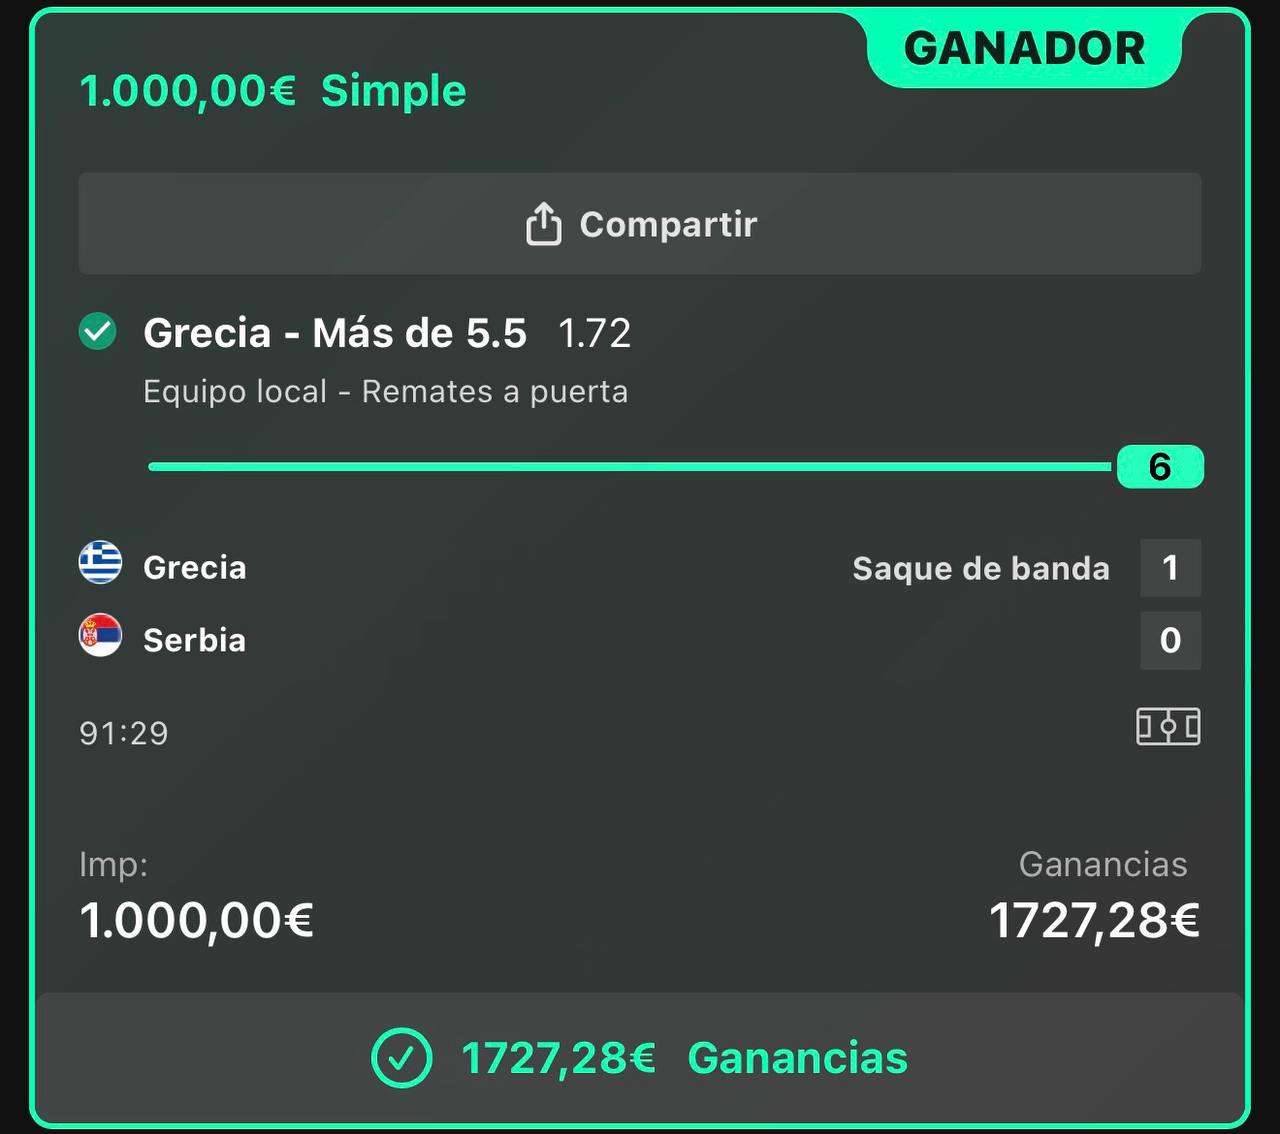 GANADOR
1.000,00€ Simple
Compartir
Grecia - Más de 5.5 1.72
Equipo local - Remates a puerta
6
Grecia Saque de banda 1
Serbia 0
91:29
Imp: Ganancias
1.000,00€ 1727,28€
1727,28€ Ganancias